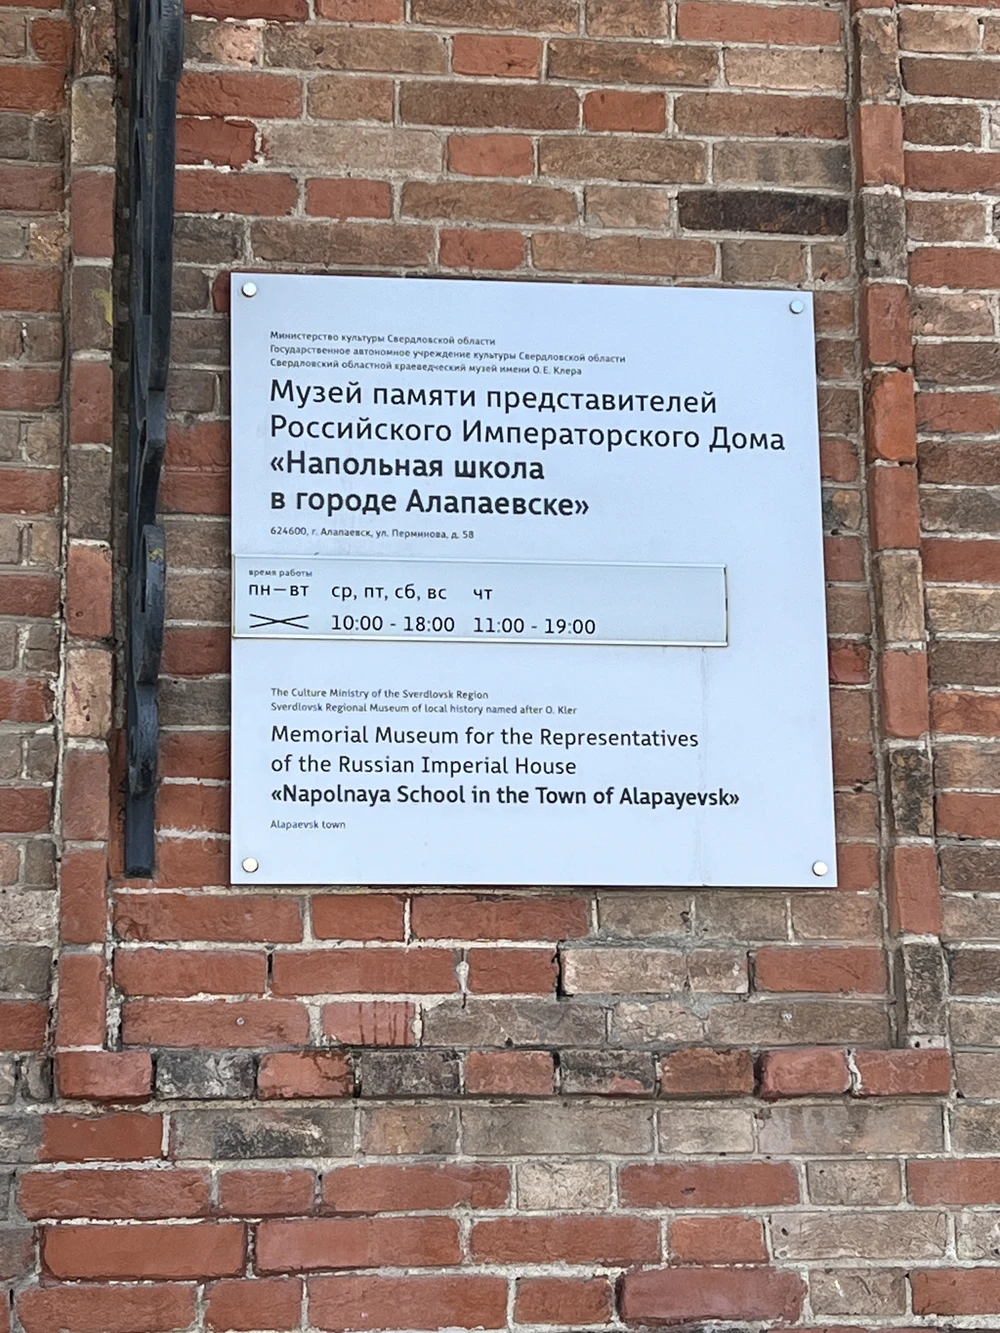 Министерство культуры Свердловской области
Государственное автономное учреждение культуры Свердловской области
Свердловский областной краеведческий музей имени О.Е. Клера
Музей памяти представителей
Российского Императорского Дома
«Напольная школа
в городе Алапаевске»
624600, г. Алапаевск, ул. Перминова, д. 58
время работы
пн—вт ср, пт, сб, вс чт
10:00 - 18:00 11:00 - 19:00
The Culture Ministry of the Sverdlovsk Region
Sverdlovsk Regional Museum of local history named after O. Kler
Memorial Museum for the Representatives
of the Russian Imperial House
«Napolnaya School in the Town of Alapayevsk»
Alapaevsk town